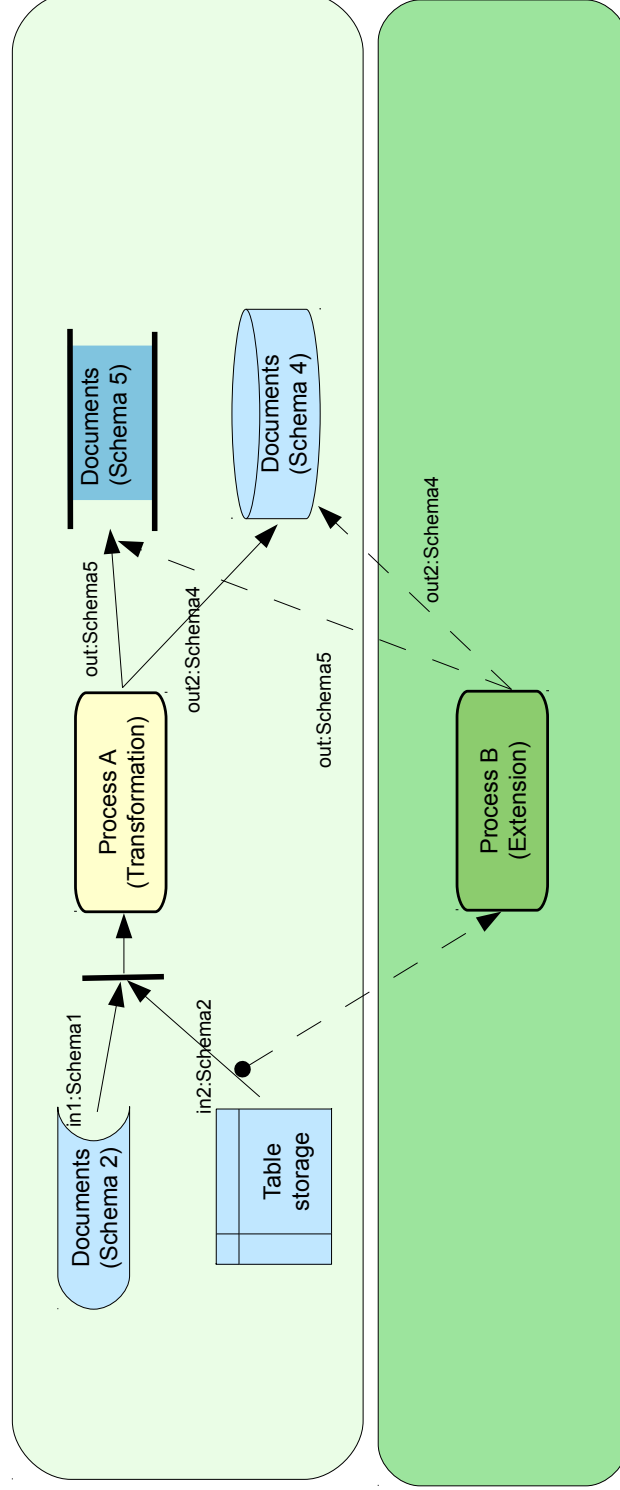 Documents
(Schema 2)
in1:Schema1
Table
storage
in2:Schema2
Process A
(Transformation)
out:Schema5
out2:Schema4
Documents
(Schema 5)
Documents
(Schema 4)
out:Schema5
out2:Schema4
Process B
(Extension)